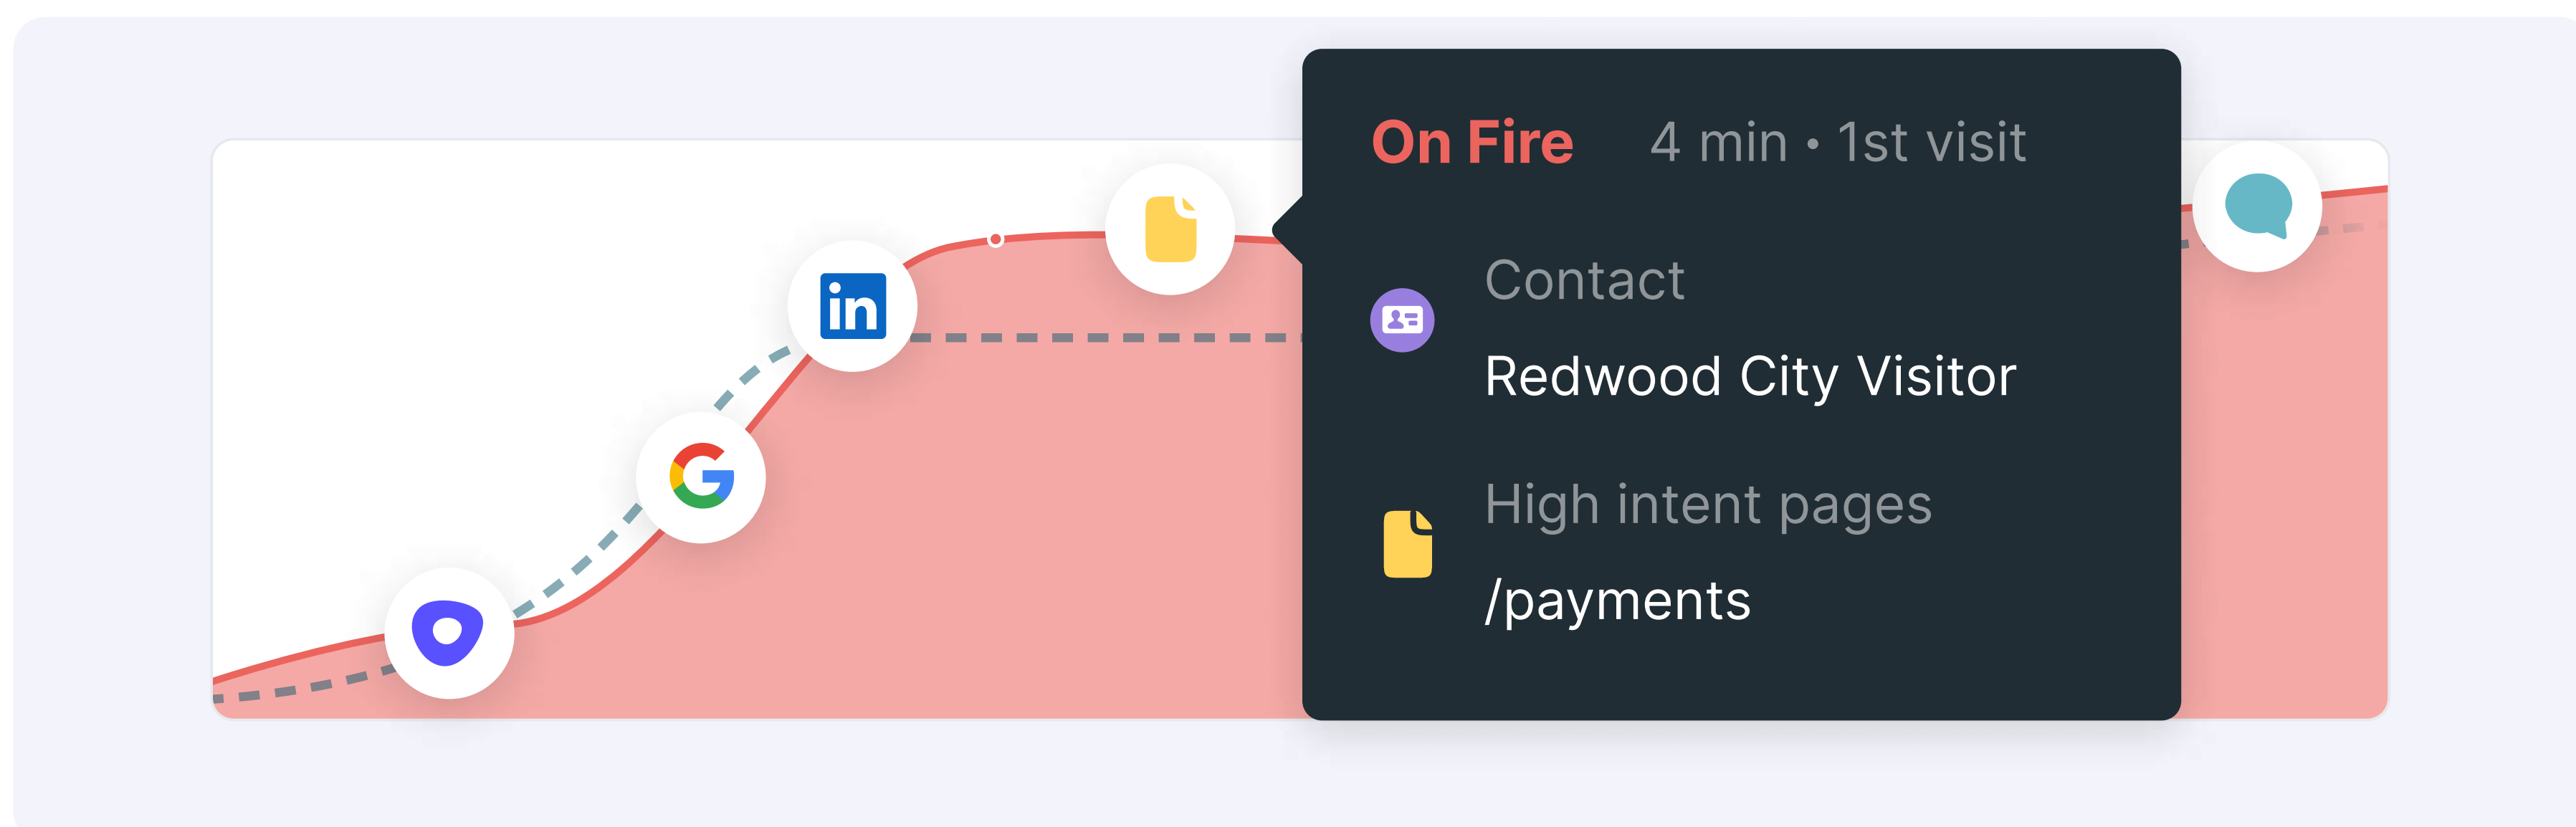 On Fire 4 min • 1st visit
in
Contact
Redwood City Visitor
High intent pages
/payments